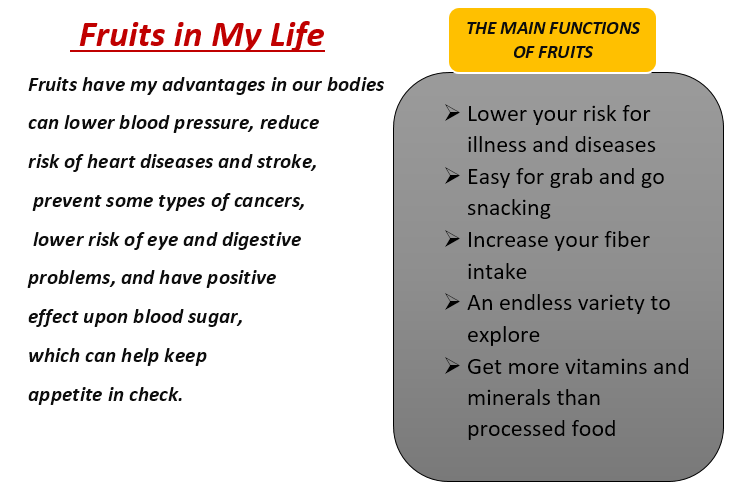 Fruits in My Life
Fruits have my advantages in our bodies
can lower blood pressure, reduce
risk of heart diseases and stroke,
prevent some types of cancers,
lower risk of eye and digestive
problems, and have positive
effect upon blood sugar,
which can help keep
appetite in check.
THE MAIN FUNCTIONS
OF FRUITS
➢ Lower your risk for
illness and diseases
➢ Easy for grab and go
snacking
➢ Increase your fiber
intake
➢ An endless variety to
explore
➢ Get more vitamins and
minerals than
processed food